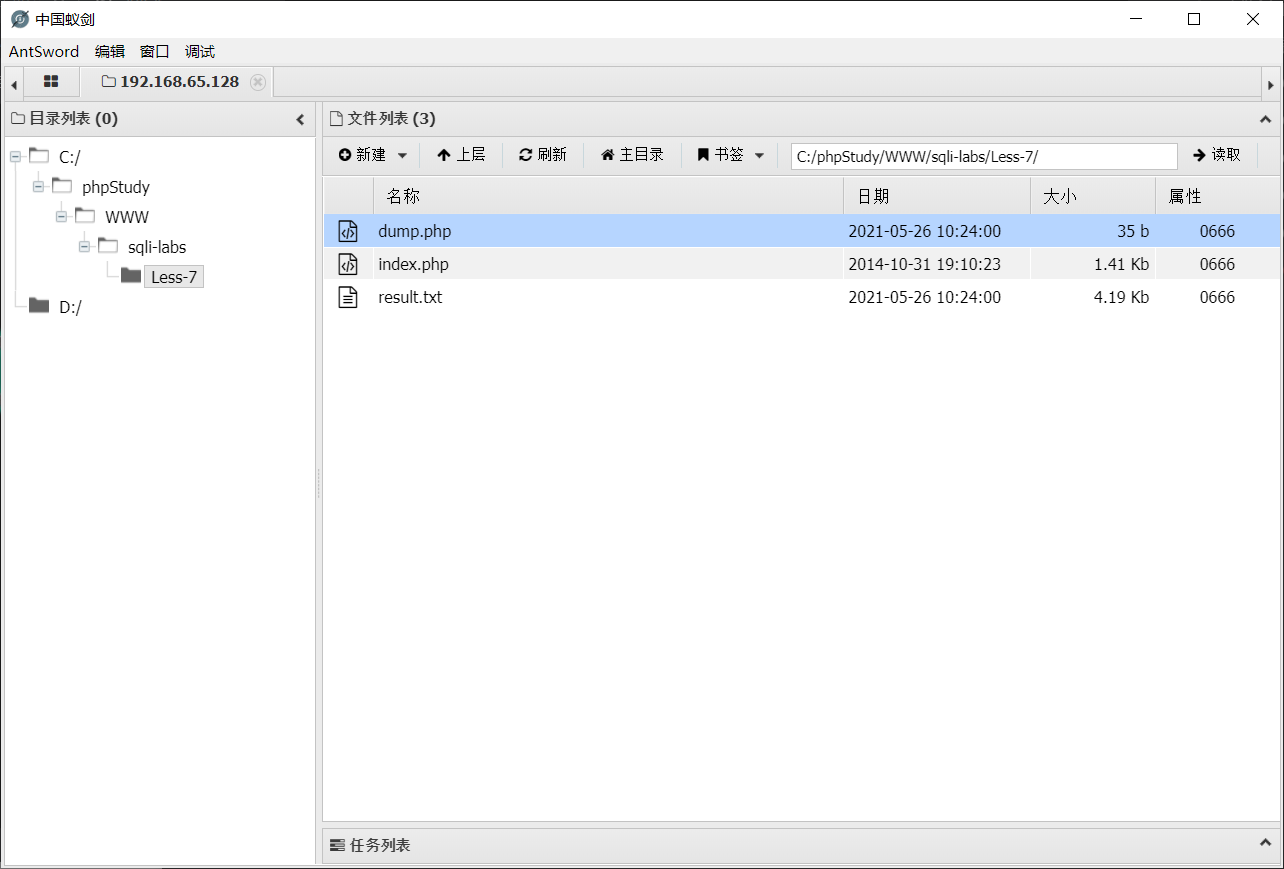 中国蚁剑
AntSword 编辑 窗口 调试
192.168.65.128
目录列表 (0)
C:/
phpStudy
WWW
sqli-labs
Less-7
D:/
文件列表 (3)
新建 上层 刷新 主目录 书签 C:/phpStudy/WWW/sqli-labs/Less-7/ 读取
名称 日期 大小 属性
dump.php 2021-05-26 10:24:00 35 b 0666
index.php 2014-10-31 19:10:23 1.41 Kb 0666
result.txt 2021-05-26 10:24:00 4.19 Kb 0666
任务列表